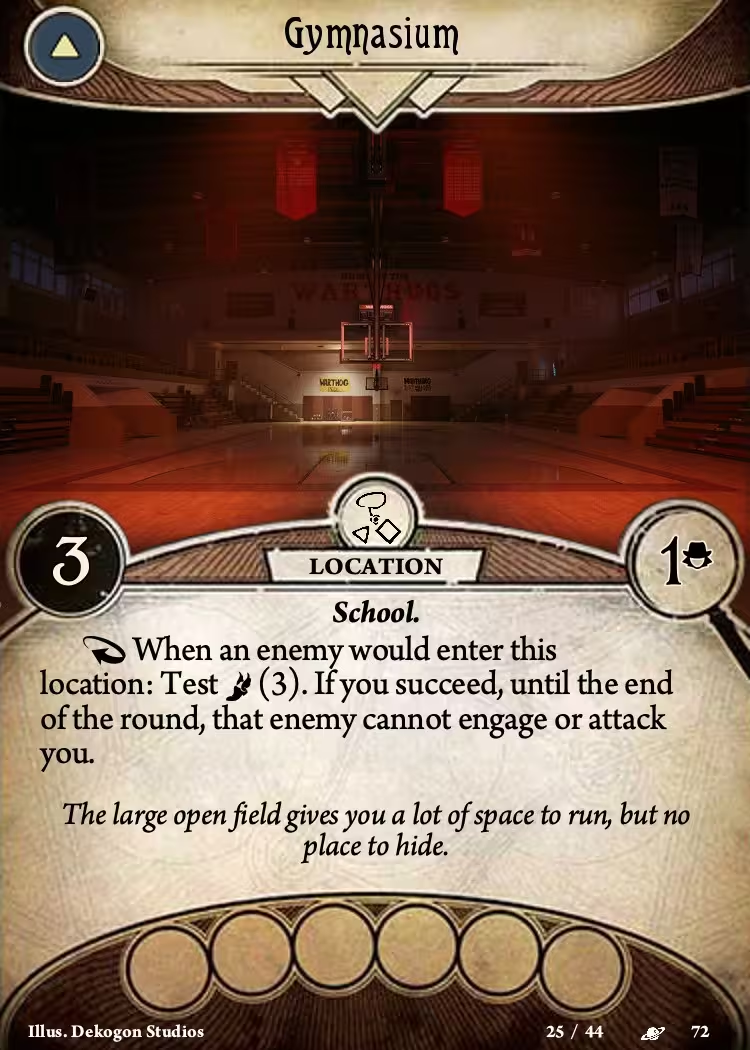 Gymnasium
WARTHOGS
WARTHOG
3
LOCATION
1
School.
When an enemy would enter this
location: Test (3). If you succeed, until the end
of the round, that enemy cannot engage or attack
you.
The large open field gives you a lot of space to run, but no
place to hide.
Illus. Dekogon Studios
25 / 44
72